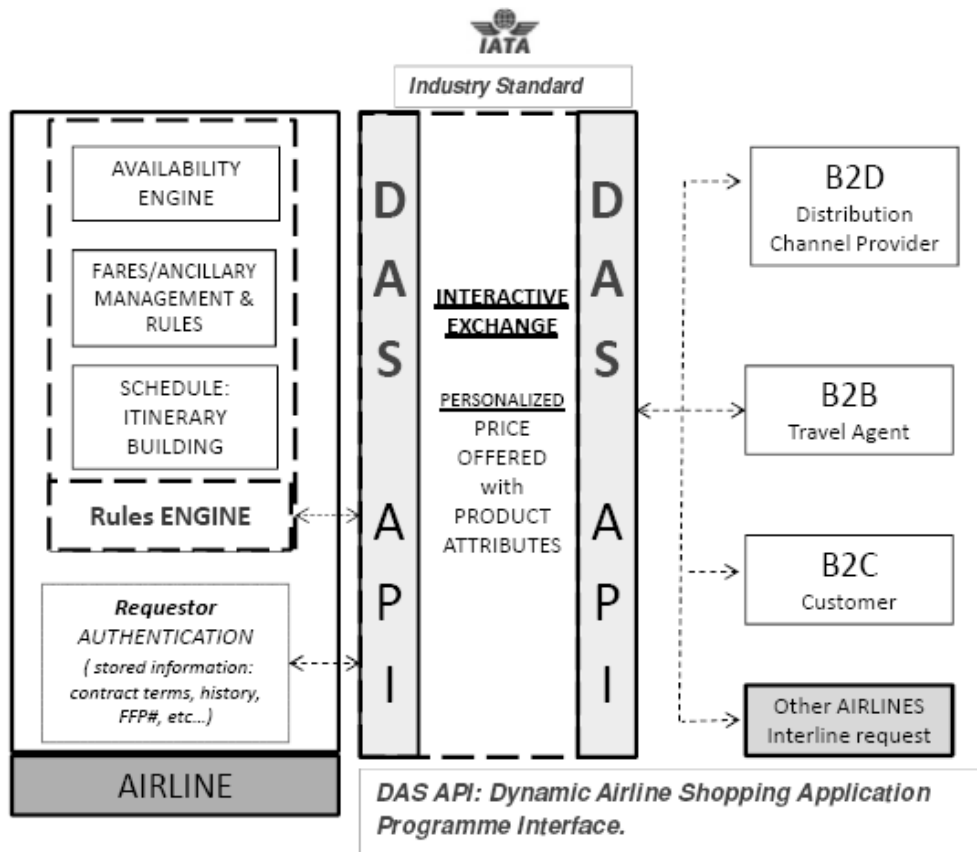 IATA
Industry Standard
AVAILABILITY
ENGINE
FARES/ANCILLARY
MANAGEMENT &
RULES
SCHEDULE:
ITINERARY
BUILDING
Rules ENGINE
Requestor
AUTHENTICATION
( stored information:
contract terms, history,
FFP#, etc...)
AIRLINE
D
A
S
A
P
I
INTERACTIVE
EXCHANGE
PERSONALIZED
PRICE
OFFERED
with
PRODUCT
ATTRIBUTES
D
A
S
A
P
I
B2D
Distribution
Channel Provider
B2B
Travel Agent
B2C
Customer
Other AIRLINES
Interline request
DAS API: Dynamic Airline Shopping Application
Programme Interface.